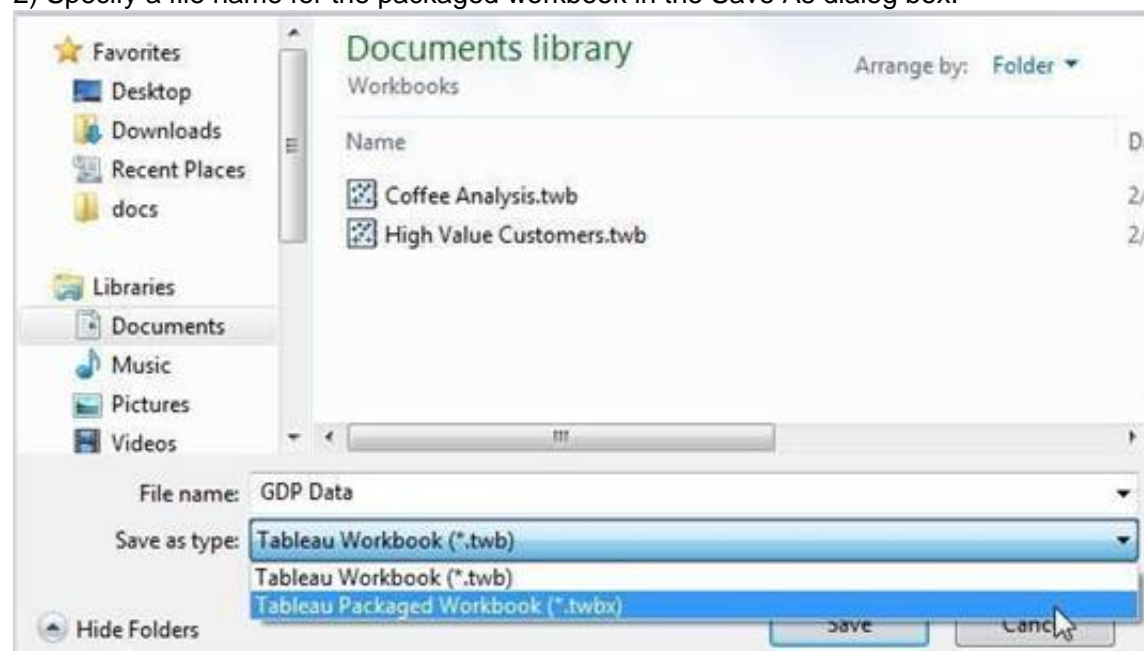 2) Specify a file name for the packaged workbook in the Save As dialog box.
Favorites
Desktop
Downloads
Recent Places
docs
Libraries
Documents
Music
Pictures
Videos
Documents library
Workbooks
Arrange by: Folder
Name
Coffee Analysis.twb
2/
High Value Customers.twb
2/
File name: GDP Data
Save as type: Tableau Workbook (*.twb)
Tableau Workbook (*.twb)
Tableau Packaged Workbook (*.twbx)
Hide Folders
Save
Cancel